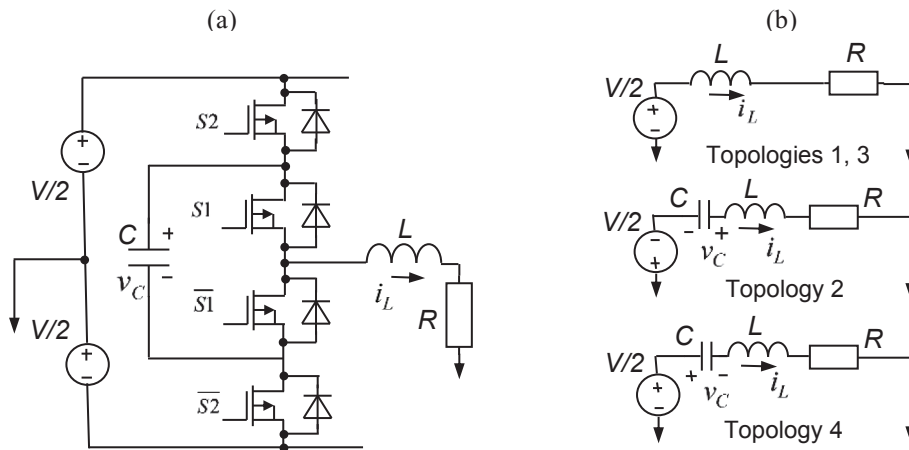 (a)
S2
V/2
S1
C
+
v_C
−
L
i_L
R
V/2
S̅1̅
S̅2̅
(b)
V/2
L
R
i_L
Topologies 1, 3
V/2
C
L
R
− v_C + i_L
Topology 2
V/2
C
L
R
+ v_C − i_L
Topology 4